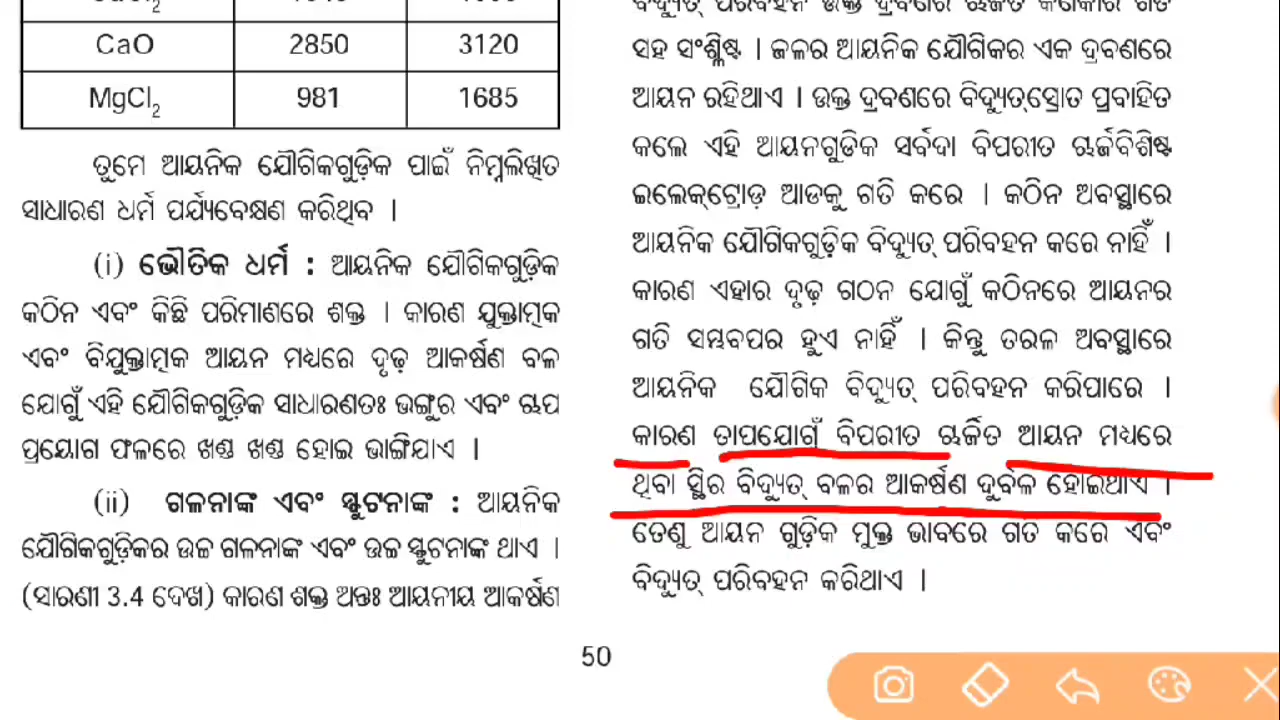 CaO 2850 3120
MgCl₂ 981 1685
ତୁମେ ଆୟନିକ ଯୌଗିକଗୁଡ଼ିକ ପାଇଁ ନିମ୍ନଲିଖିତ
ସାଧାରଣ ଧର୍ମ ପର୍ଯ୍ୟବେକ୍ଷଣ କରିଥିବ ।
(i) ଭୌତିକ ଧର୍ମ : ଆୟନିକ ଯୌଗିକଗୁଡ଼ିକ
କଠିନ ଏବଂ କିଛି ପରିମାଣରେ ଶକ୍ତ । କାରଣ ଯୁକ୍ତାତ୍ମକ
ଏବଂ ବିଯୁକ୍ତାତ୍ମକ ଆୟନ ମଧ୍ୟରେ ଦୃଢ଼ ଆକର୍ଷଣ ବଳ
ଯୋଗୁଁ ଏହି ଯୌଗିକଗୁଡ଼ିକ ସାଧାରଣତଃ ଭଙ୍ଗୁର ଏବଂ ଚାପ
ପ୍ରୟୋଗ ଫଳରେ ଖଣ୍ଡ ଖଣ୍ଡ ହୋଇ ଭାଙ୍ଗିଯାଏ ।
(ii) ଗଳନାଙ୍କ ଏବଂ ସ୍ଫୁଟନାଙ୍କ : ଆୟନିକ
ଯୌଗିକଗୁଡ଼ିକର ଉଚ୍ଚ ଗଳନାଙ୍କ ଏବଂ ଉଚ୍ଚ ସ୍ଫୁଟନାଙ୍କ ଥାଏ ।
(ସାରଣୀ 3.4 ଦେଖ) କାରଣ ଶକ୍ତ ଅନ୍ତଃ ଆୟନୀୟ ଆକର୍ଷଣ
ବିଦ୍ୟୁତ୍ ପରିବହନ ଉକ୍ତ ଦ୍ରବଣରେ ଚାର୍ଜିତ କଣିକାର ଗତି
ସହ ସଂଶ୍ଳିଷ୍ଟ । ଜଳର ଆୟନିକ ଯୌଗିକର ଏକ ଦ୍ରବଣରେ
ଆୟନ ରହିଥାଏ । ଉକ୍ତ ଦ୍ରବଣରେ ବିଦ୍ୟୁତ୍‌ସ୍ରୋତ ପ୍ରବାହିତ
କଲେ ଏହି ଆୟନଗୁଡିକ ସର୍ବଦା ବିପରୀତ ଚାର୍ଜବିଶିଷ୍ଟ
ଇଲେକ୍‌ଟ୍ରୋଡ଼ ଆଡକୁ ଗତି କରେ । କଠିନ ଅବସ୍ଥାରେ
ଆୟନିକ ଯୌଗିକଗୁଡ଼ିକ ବିଦ୍ୟୁତ୍ ପରିବହନ କରେ ନାହିଁ ।
କାରଣ ଏହାର ଦୃଢ଼ ଗଠନ ଯୋଗୁଁ କଠିନରେ ଆୟନର
ଗତି ସମ୍ଭବପର ହୁଏ ନାହିଁ । କିନ୍ତୁ ତରଳ ଅବସ୍ଥାରେ
ଆୟନିକ ଯୌଗିକ ବିଦ୍ୟୁତ୍ ପରିବହନ କରିପାରେ ।
କାରଣ ତାପଯୋଗୁଁ ବିପରୀତ ଚାର୍ଜିତ ଆୟନ ମଧ୍ୟରେ
ଥିବା ସ୍ଥିର ବିଦ୍ୟୁତ୍ ବଳର ଆକର୍ଷଣ ଦୁର୍ବଳ ହୋଇଥାଏ ।
ତେଣୁ ଆୟନ ଗୁଡ଼ିକ ମୁକ୍ତ ଭାବରେ ଗତି କରେ ଏବଂ
ବିଦ୍ୟୁତ୍ ପରିବହନ କରିଥାଏ ।
50